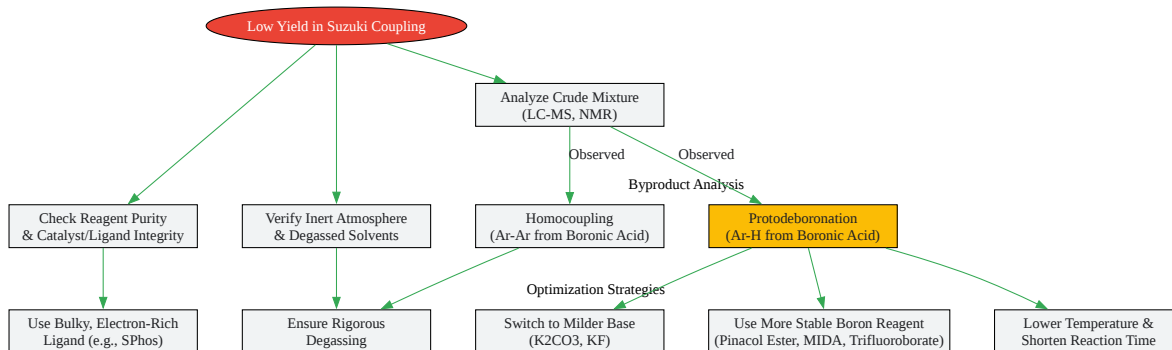 Low Yield in Suzuki Coupling
Analyze Crude Mixture
(LC-MS, NMR)
Observed
Observed
Byproduct Analysis
Check Reagent Purity
& Catalyst/Ligand Integrity
Verify Inert Atmosphere
& Degassed Solvents
Homocoupling
(Ar-Ar from Boronic Acid)
Protodeboronation
(Ar-H from Boronic Acid)
Optimization Strategies
Use Bulky, Electron-Rich
Ligand (e.g., SPhos)
Ensure Rigorous
Degassing
Switch to Milder Base
(K2CO3, KF)
Use More Stable Boron Reagent
(Pinacol Ester, MIDA, Trifluoroborate)
Lower Temperature &
Shorten Reaction Time